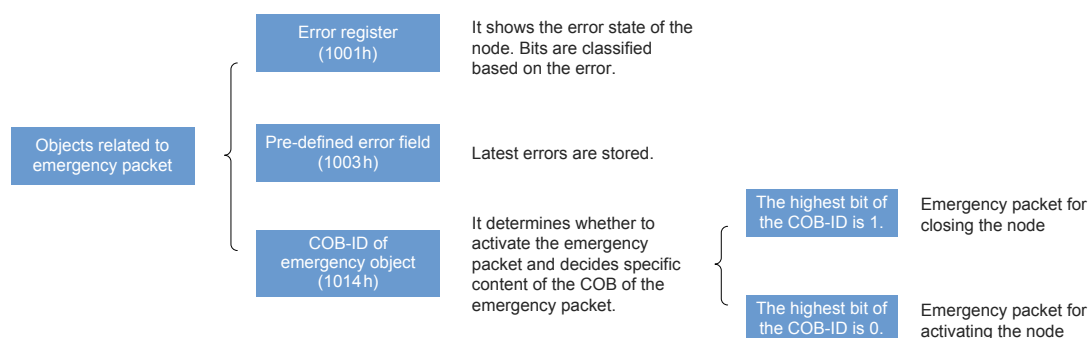 Error register
(1001h)
It shows the error state of the
node. Bits are classified
based on the error.
Objects related to
emergency packet
Pre-defined error field
(1003h)
Latest errors are stored.
COB-ID of
emergency object
(1014h)
It determines whether to
activate the emergency
packet and decides specific
content of the COB of the
emergency packet.
The highest bit of
the COB-ID is 1.
Emergency packet for
closing the node
The highest bit of
the COB-ID is 0.
Emergency packet for
activating the node